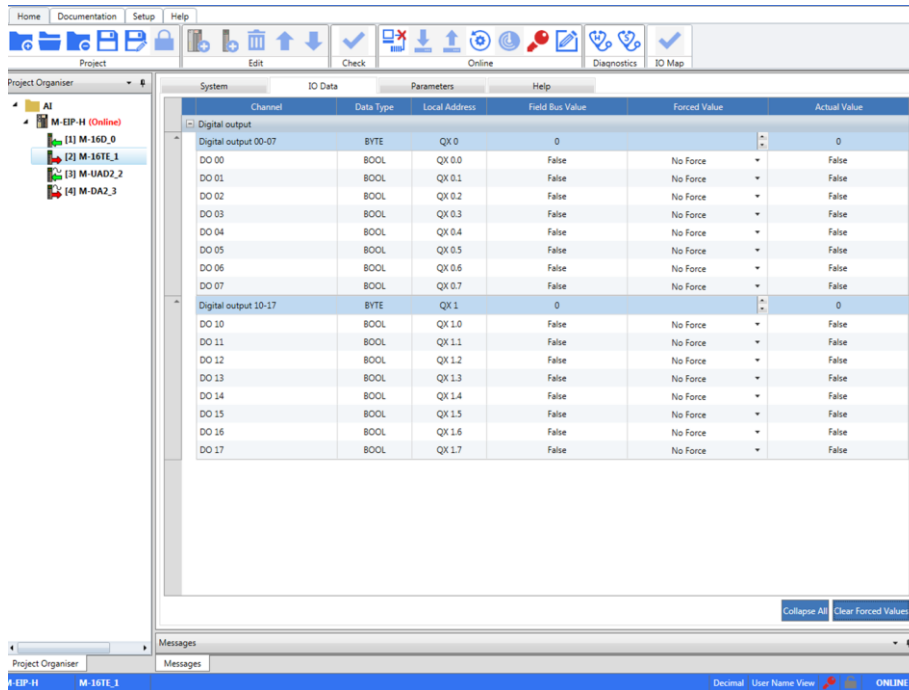 Home Documentation Setup Help
Project Edit Check Online Diagnostics IO Map
Project Organiser
AI
M-EIP-H (Online)
[1] M-16D_0
[2] M-16TE_1
[3] M-UAD2_2
[4] M-DA2_3
System IO Data Parameters Help
Channel Data Type Local Address Field Bus Value Forced Value Actual Value
Digital output
Digital output 00-07 BYTE QX 0 0 0
DO 00 BOOL QX 0.0 False No Force False
DO 01 BOOL QX 0.1 False No Force False
DO 02 BOOL QX 0.2 False No Force False
DO 03 BOOL QX 0.3 False No Force False
DO 04 BOOL QX 0.4 False No Force False
DO 05 BOOL QX 0.5 False No Force False
DO 06 BOOL QX 0.6 False No Force False
DO 07 BOOL QX 0.7 False No Force False
Digital output 10-17 BYTE QX 1 0 0
DO 10 BOOL QX 1.0 False No Force False
DO 11 BOOL QX 1.1 False No Force False
DO 12 BOOL QX 1.2 False No Force False
DO 13 BOOL QX 1.3 False No Force False
DO 14 BOOL QX 1.4 False No Force False
DO 15 BOOL QX 1.5 False No Force False
DO 16 BOOL QX 1.6 False No Force False
DO 17 BOOL QX 1.7 False No Force False
Collapse All Clear Forced Values
Messages
Project Organiser Messages
M-EIP-H M-16TE_1 Decimal User Name View ONLINE